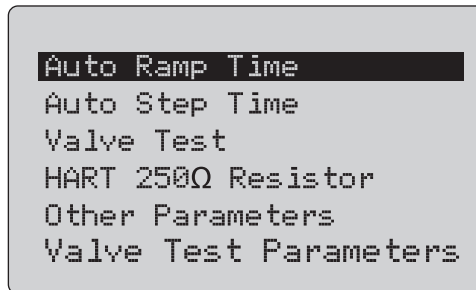 Auto Ramp Time
Auto Step Time
Valve Test
HART 250Ω Resistor
Other Parameters
Valve Test Parameters